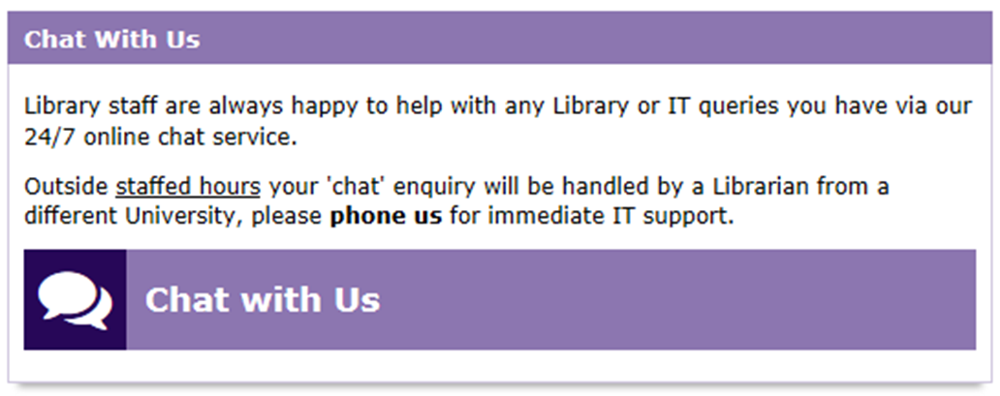 Chat With Us
Library staff are always happy to help with any Library or IT queries you have via our
24/7 online chat service.
Outside staffed hours your 'chat' enquiry will be handled by a Librarian from a
different University, please phone us for immediate IT support.
Chat with Us